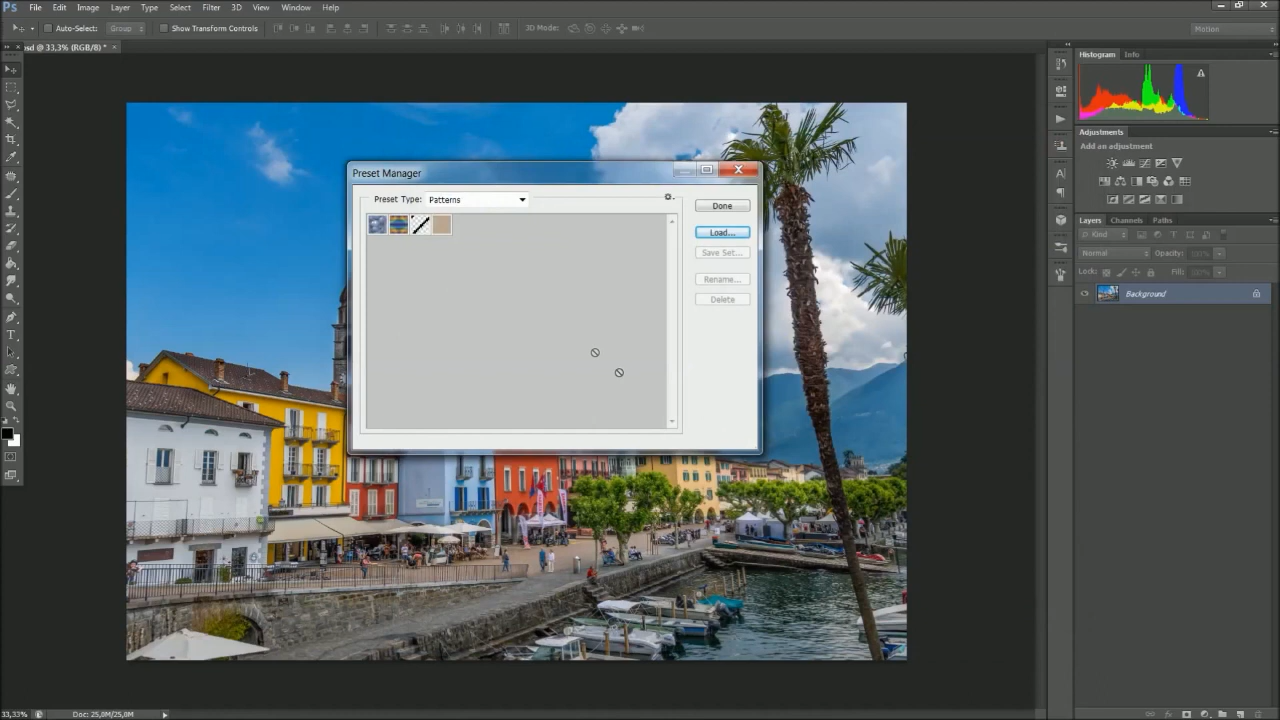 Ps File Edit Image Layer Type Select Filter 3D View Window Help
Auto-Select: Group Show Transform Controls 3D Mode: Motion
sd @ 33,3% (RGB/8) * ×
Histogram Info
Adjustments
Add an adjustment
Layers Channels Paths
Kind
Normal Opacity: 100%
Lock: Fill: 100%
Background
Preset Manager
Preset Type: Patterns
Done
Load...
Save Set...
Rename...
Delete
33,33% Doc: 25,0M/25,0M